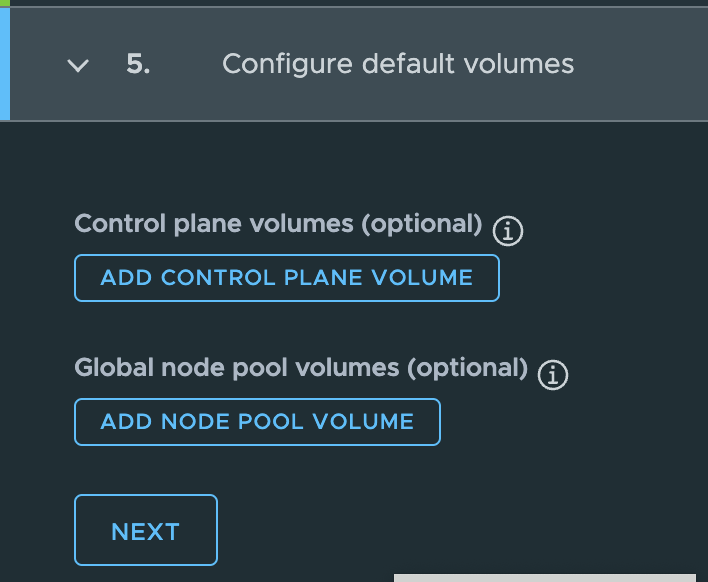 5. Configure default volumes
Control plane volumes (optional)
ADD CONTROL PLANE VOLUME
Global node pool volumes (optional)
ADD NODE POOL VOLUME
NEXT